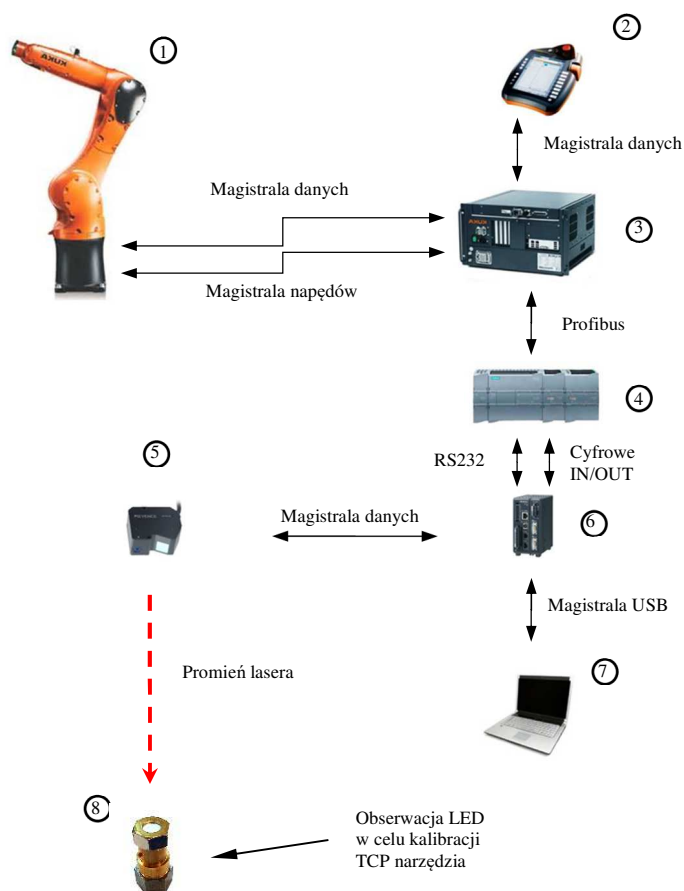 1
2
KUKA
Magistrala danych
Magistrala danych
3
Magistrala napędów
Profibus
4
5
RS232
Cyfrowe
IN/OUT
Magistrala danych
6
Magistrala USB
Promień lasera
7
8
Obserwacja LED
w celu kalibracji
TCP narzędzia